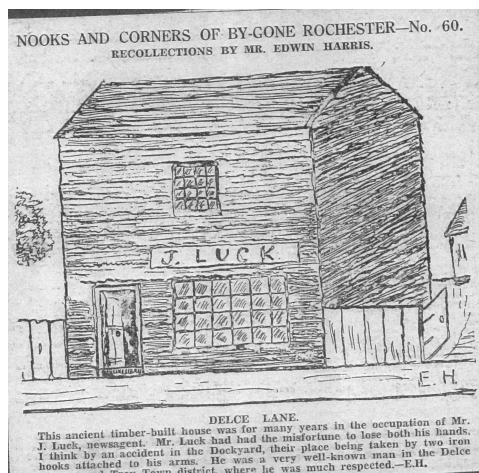 NOOKS AND CORNERS OF BY-GONE ROCHESTER—No. 60.
RECOLLECTIONS BY MR. EDWIN HARRIS.
J. LUCK
E. H.
DELCE LANE.
This ancient timber-built house was for many years in the occupation of Mr.
J. Luck, newsagent. Mr. Luck had had the misfortune to lose both his hands,
I think by an accident in the Dockyard, their place being taken by two iron
hooks attached to his arms. He was a very well-known man in the Delce
Town district, where he was much respected.—E.H.